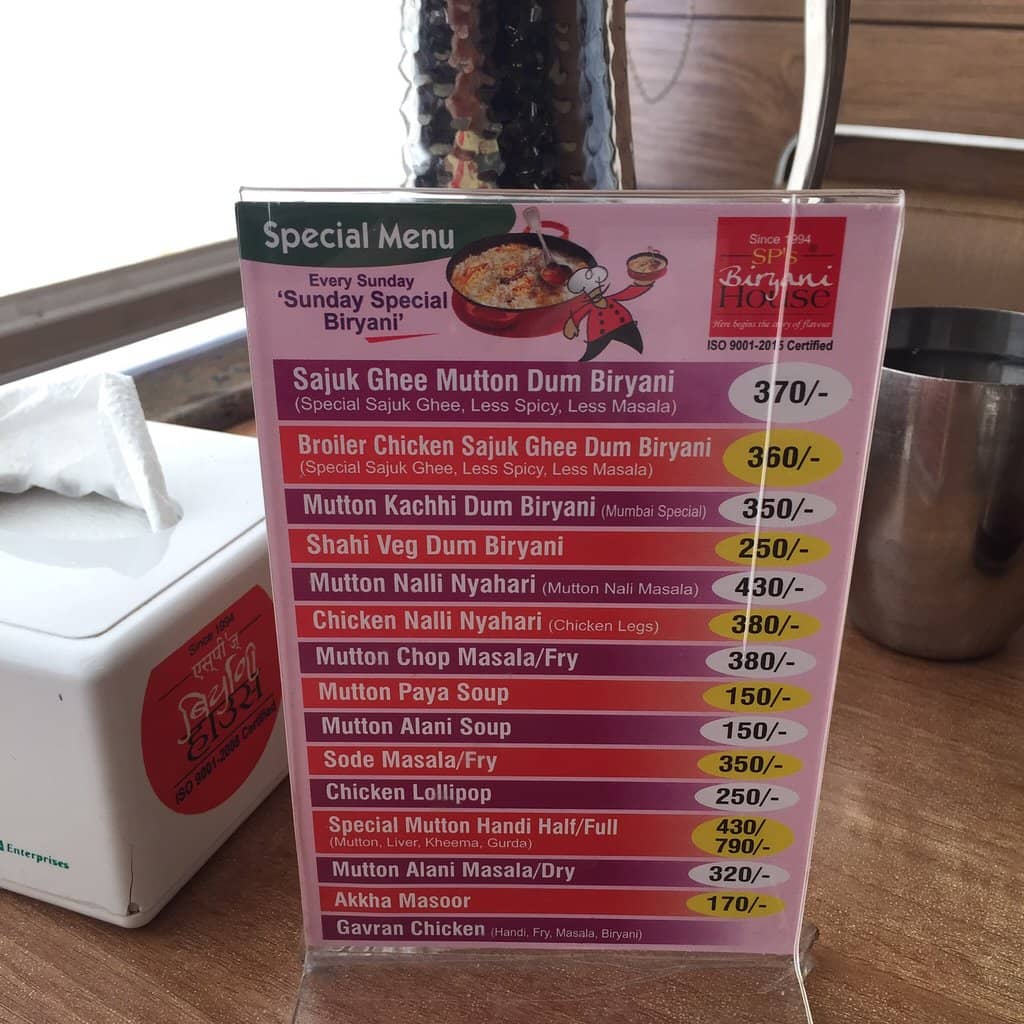 Special Menu
Every Sunday
'Sunday Special
Biryani'
Since 1994
SP'S
Biryani
House
Here begins the story of flavour
ISO 9001-2015 Certified
Sajuk Ghee Mutton Dum Biryani 370/-
(Special Sajuk Ghee, Less Spicy, Less Masala)
Broiler Chicken Sajuk Ghee Dum Biryani 360/-
(Special Sajuk Ghee, Less Spicy, Less Masala)
Mutton Kachhi Dum Biryani (Mumbai Special) 350/-
Shahi Veg Dum Biryani 250/-
Mutton Nalli Nyahari (Mutton Nali Masala) 430/-
Chicken Nalli Nyahari (Chicken Legs) 380/-
Mutton Chop Masala/Fry 380/-
Mutton Paya Soup 150/-
Mutton Alani Soup 150/-
Sode Masala/Fry 350/-
Chicken Lollipop 250/-
Special Mutton Handi Half/Full 430/
(Mutton, Liver, Kheema, Gurda) 790/-
Mutton Alani Masala/Dry 320/-
Akkha Masoor 170/-
Gavran Chicken (Handi, Fry, Masala, Biryani)
Since 1994
एसपी'ज्
बिर्याणी
हाउस
ISO 9001-2008 Certified
Enterprises